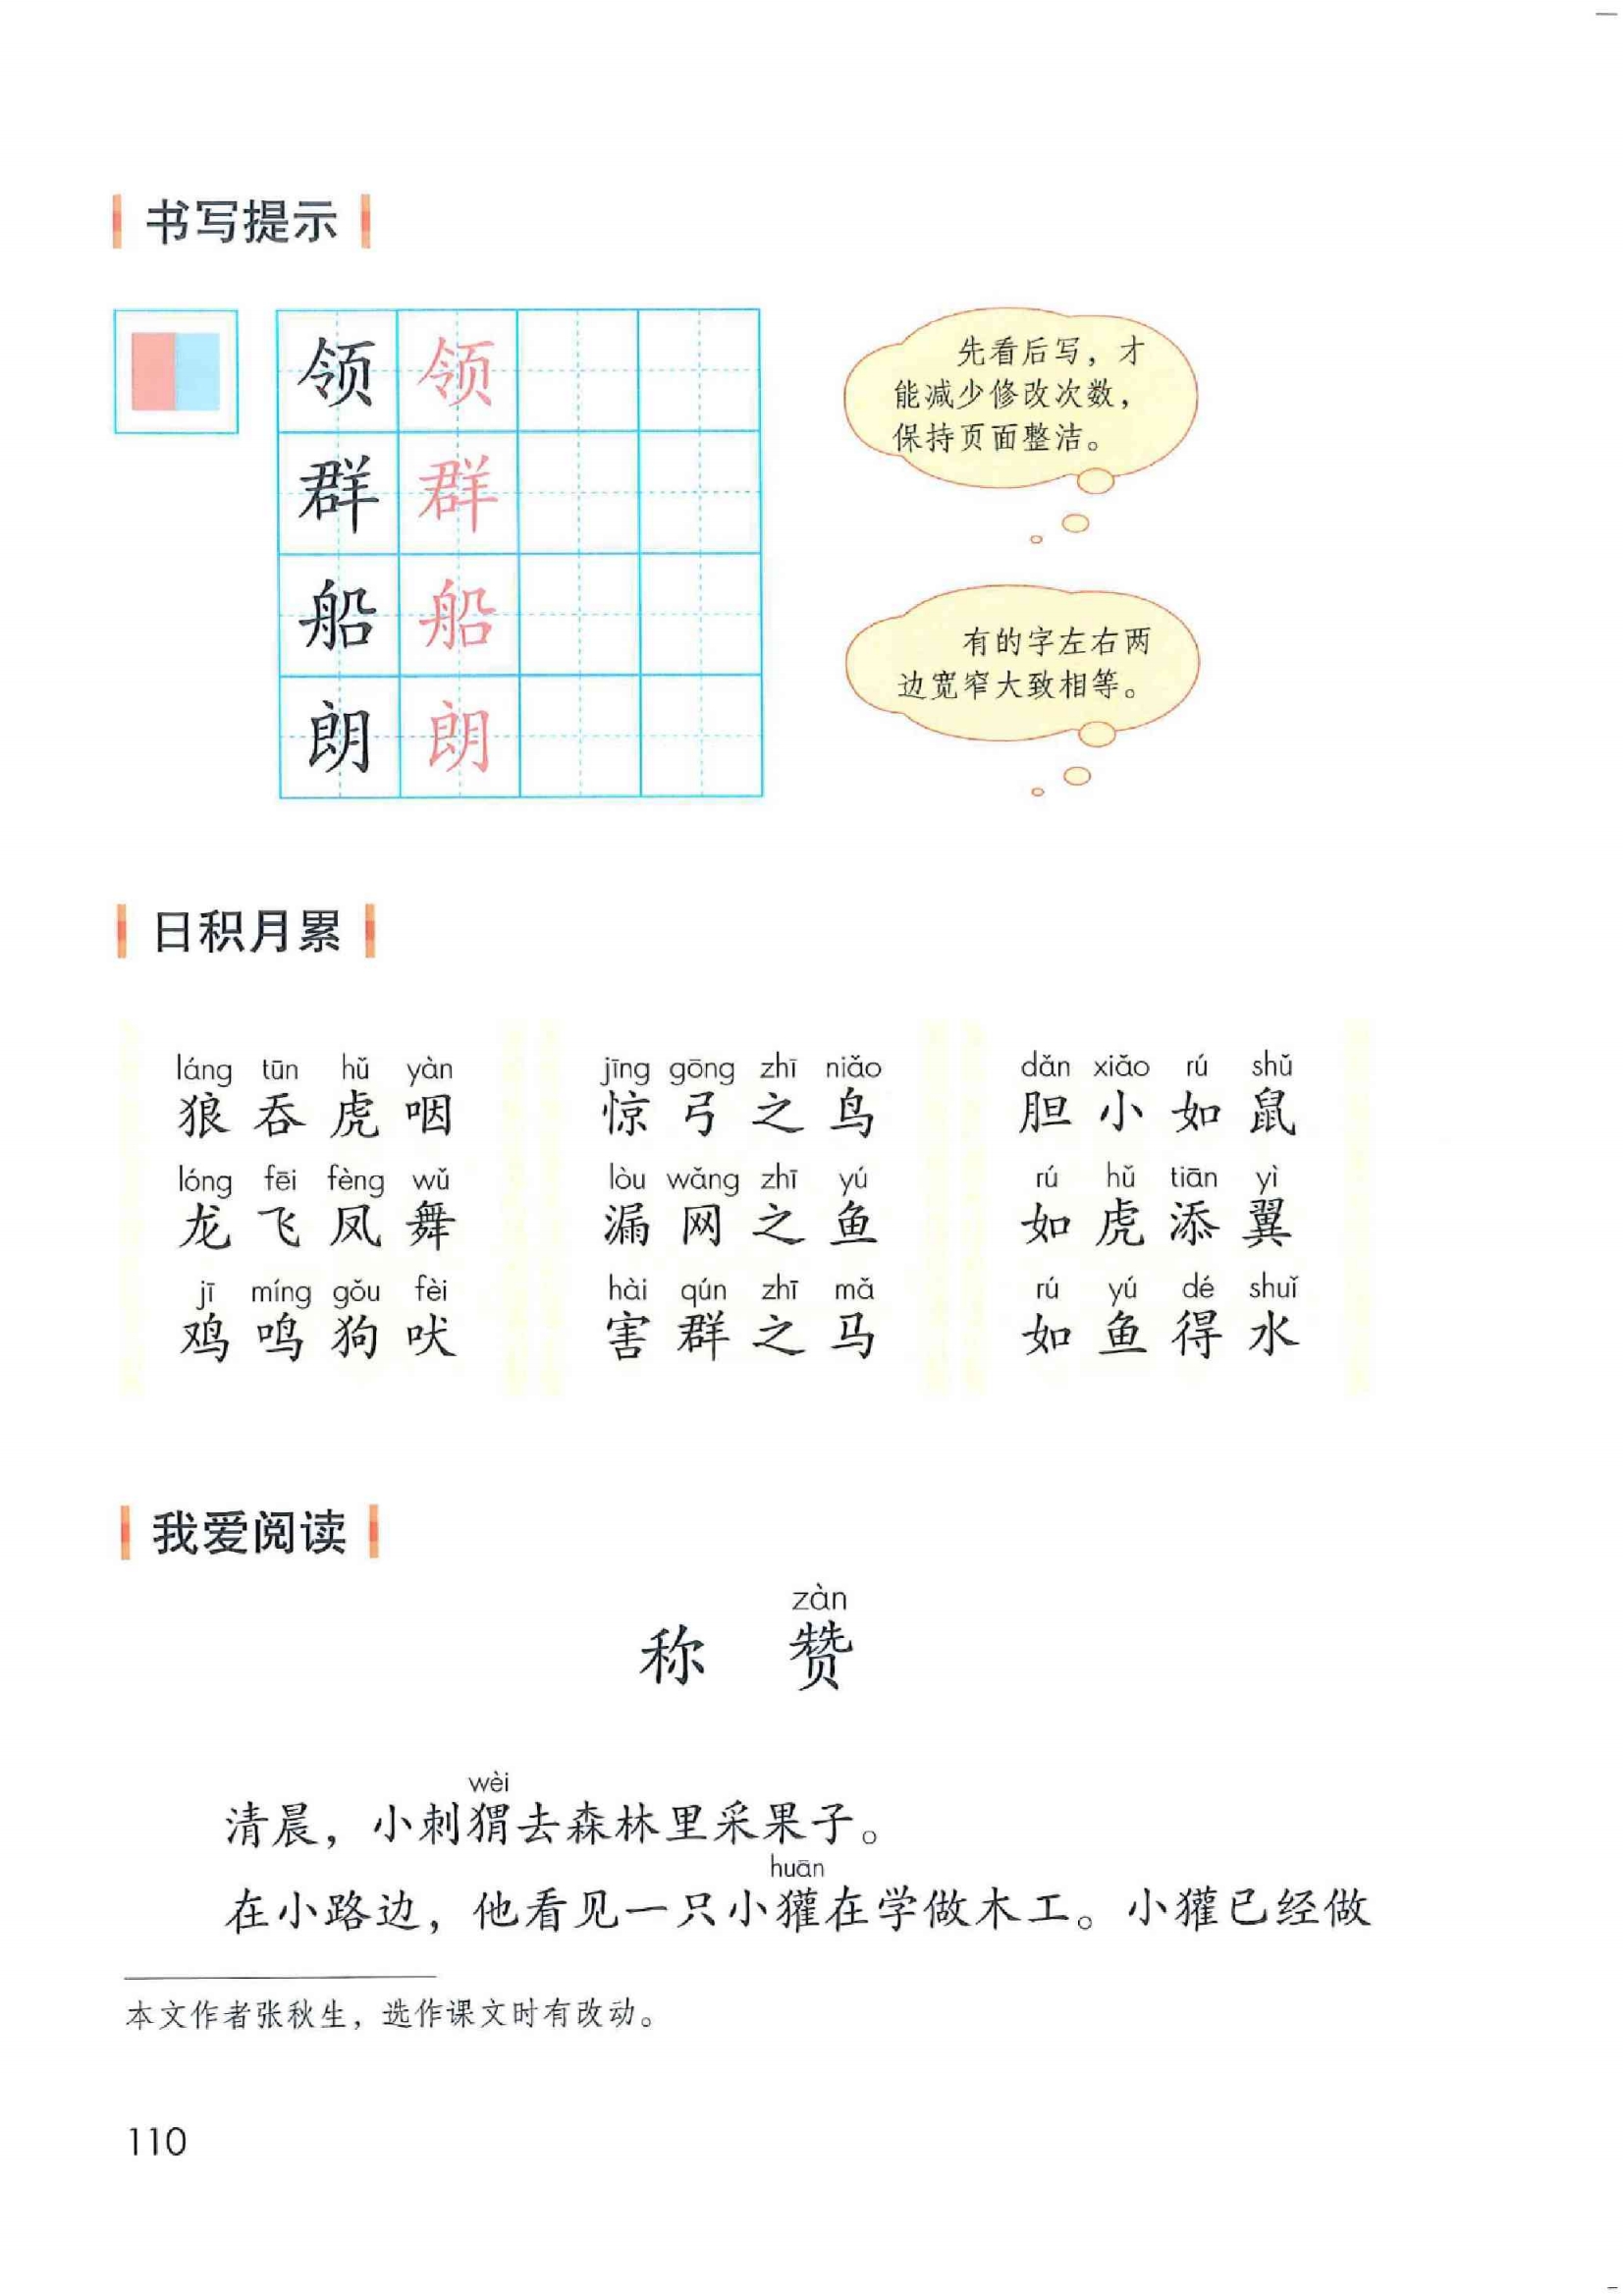 书写提示
领 领
群 群
船 船
朗 朗
先看后写，才
能减少修改次数，
保持页面整洁。
有的字左右两
边宽窄大致相等。
日积月累
láng tūn hǔ yàn
狼吞虎咽
lóng fēi fèng wǔ
龙飞凤舞
jī míng gǒu fèi
鸡鸣狗吠
jīng gōng zhī niǎo
惊弓之鸟
lòu wǎng zhī yú
漏网之鱼
hài qún zhī mǎ
害群之马
dǎn xiǎo rú shǔ
胆小如鼠
rú hǔ tiān yì
如虎添翼
rú yú dé shuǐ
如鱼得水
我爱阅读
zàn
称 赞
wèi
清晨，小刺猬去森林里采果子。
huān
在小路边，他看见一只小獾在学做木工。小獾已经做
本文作者张秋生，选作课文时有改动。
110